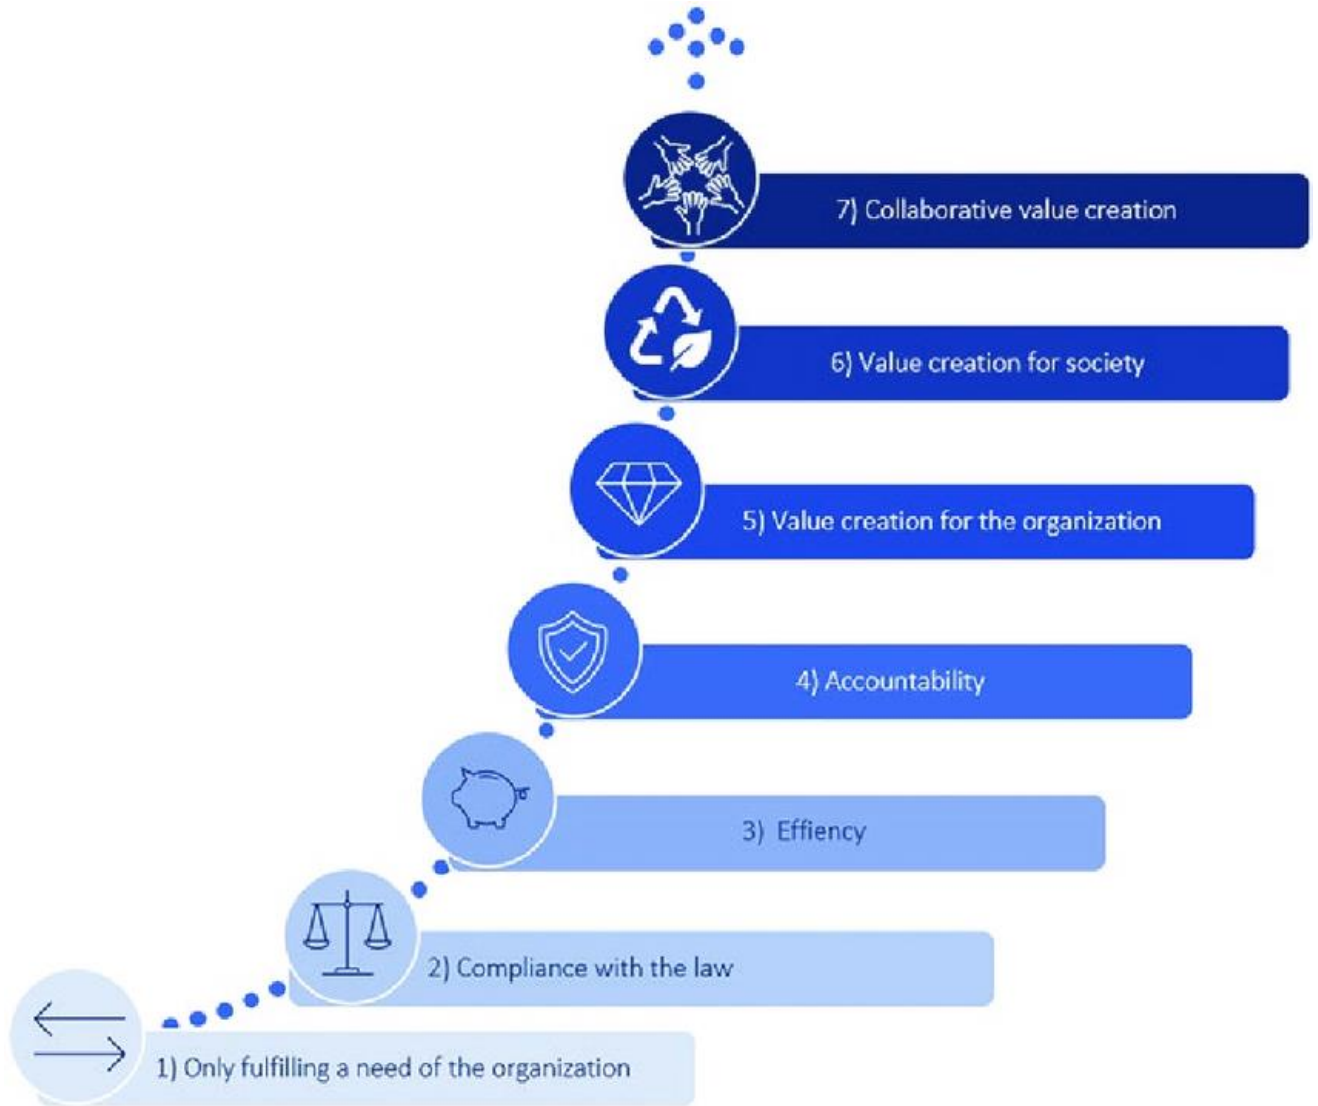 7) Collaborative value creation
6) Value creation for society
5) Value creation for the organization
4) Accountability
3) Effiency
2) Compliance with the law
1) Only fulfilling a need of the organization